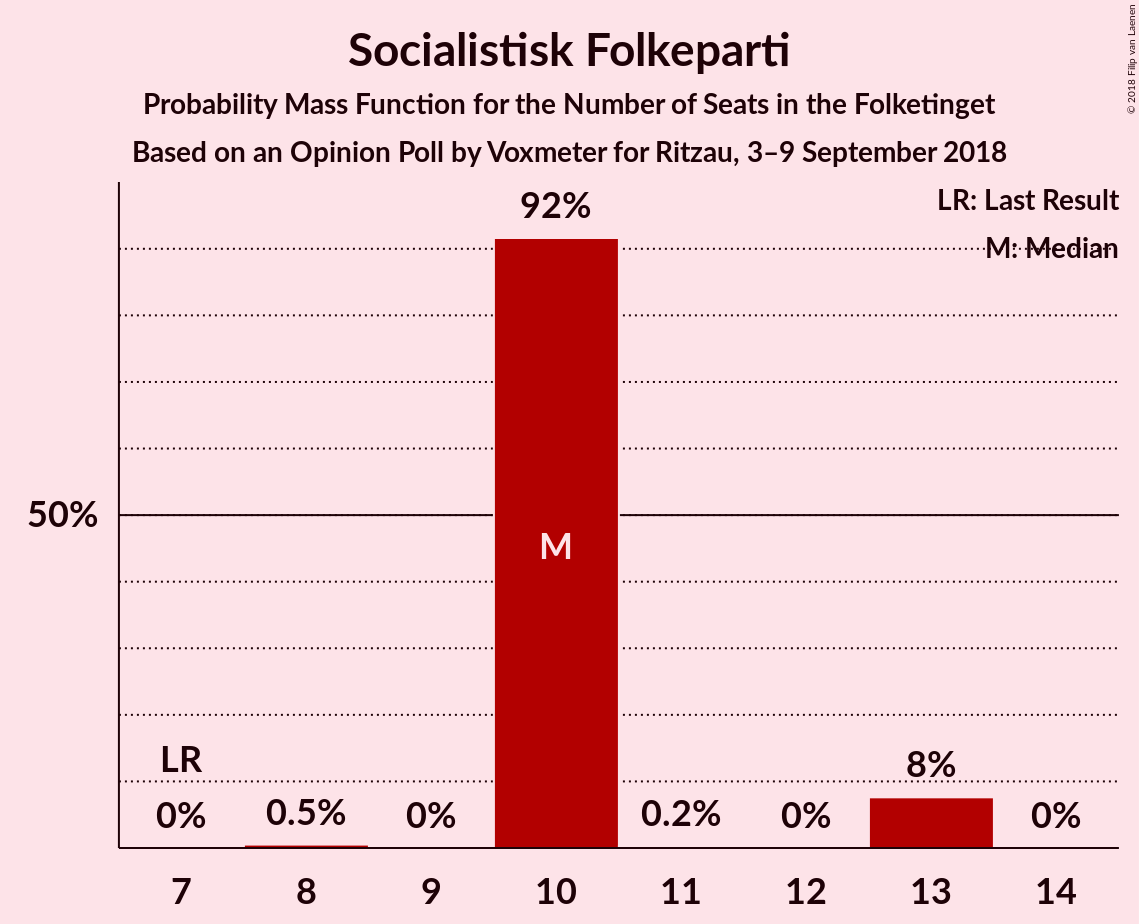 Socialistisk Folkeparti
Probability Mass Function for the Number of Seats in the Folketinget
Based on an Opinion Poll by Voxmeter for Ritzau, 3–9 September 2018
© 2018 Filip van Laenen
LR: Last Result
M: Median
92%
50%
M
LR
0%
0.5%
0%
0.2%
0%
8%
0%
7 8 9 10 11 12 13 14